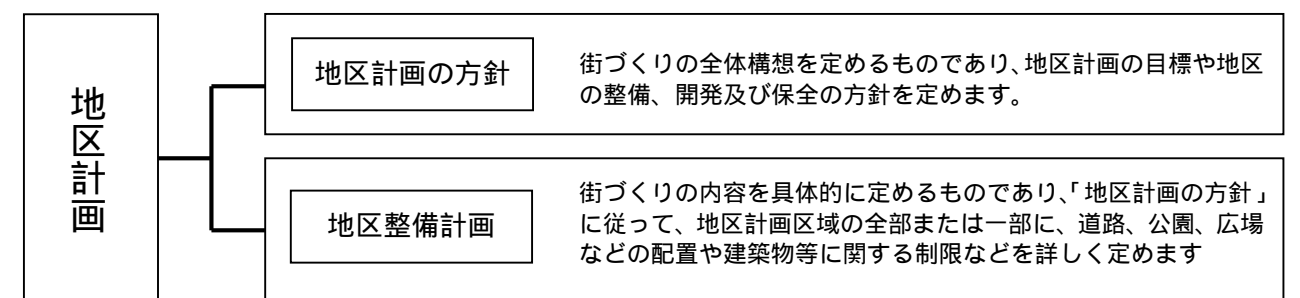 地区計画
地区計画の方針
街づくりの全体構想を定めるものであり、地区計画の目標や地区
の整備、開発及び保全の方針を定めます。
地区整備計画
街づくりの内容を具体的に定めるものであり、「地区計画の方針」
に従って、地区計画区域の全部または一部に、道路、公園、広場
などの配置や建築物等に関する制限などを詳しく定めます